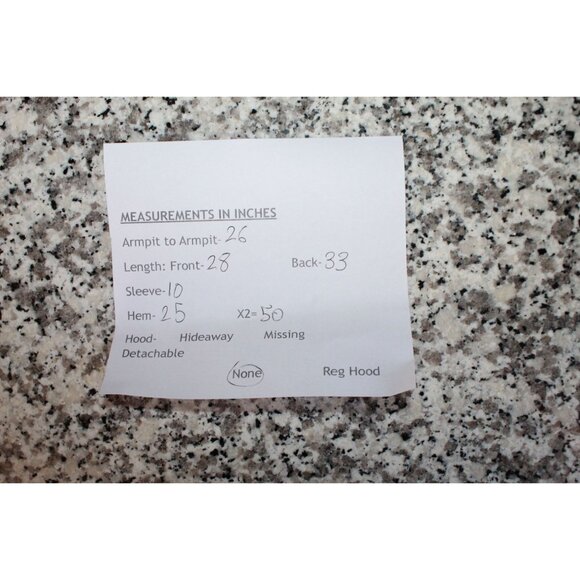 MEASUREMENTS IN INCHES
Armpit to Armpit- 26
Length: Front- 28 Back- 33
Sleeve- 10
Hem- 25 X2= 50
Hood- Hideaway Missing
Detachable
None Reg Hood